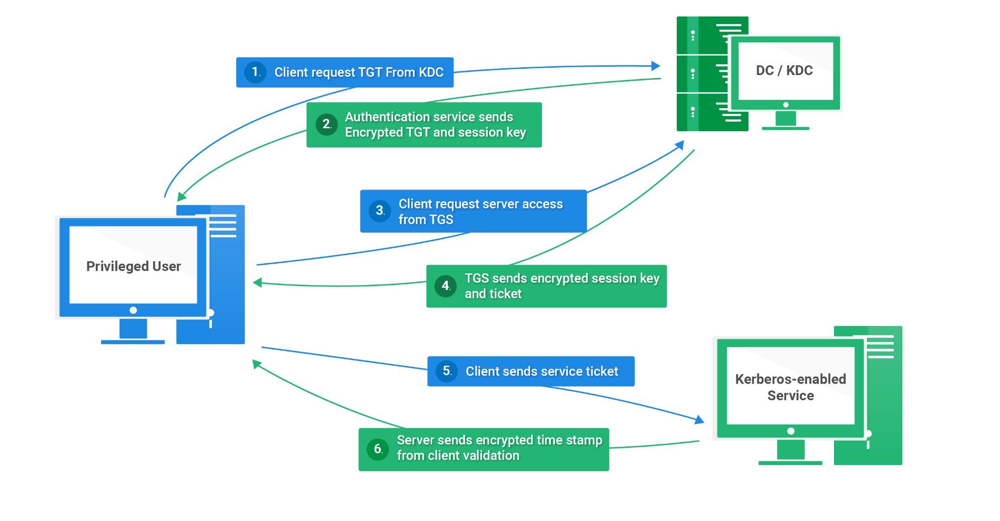 1. Client request TGT From KDC
DC / KDC
2. Authentication service sends
Encrypted TGT and session key
3. Client request server access
from TGS
Privileged User
4. TGS sends encrypted session key
and ticket
5. Client sends service ticket
Kerberos-enabled
Service
6. Server sends encrypted time stamp
from client validation